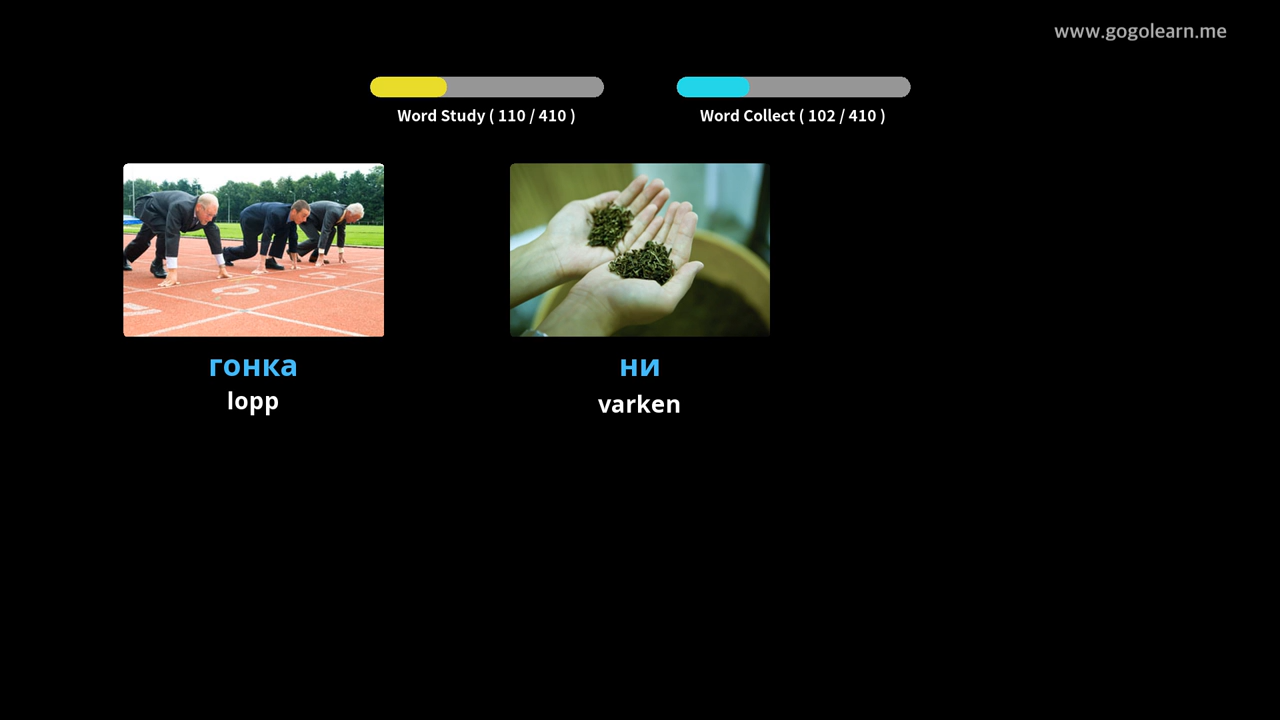 www.gogolearn.me
Word Study ( 110 / 410 )
Word Collect ( 102 / 410 )
гонка
lopp
ни
varken